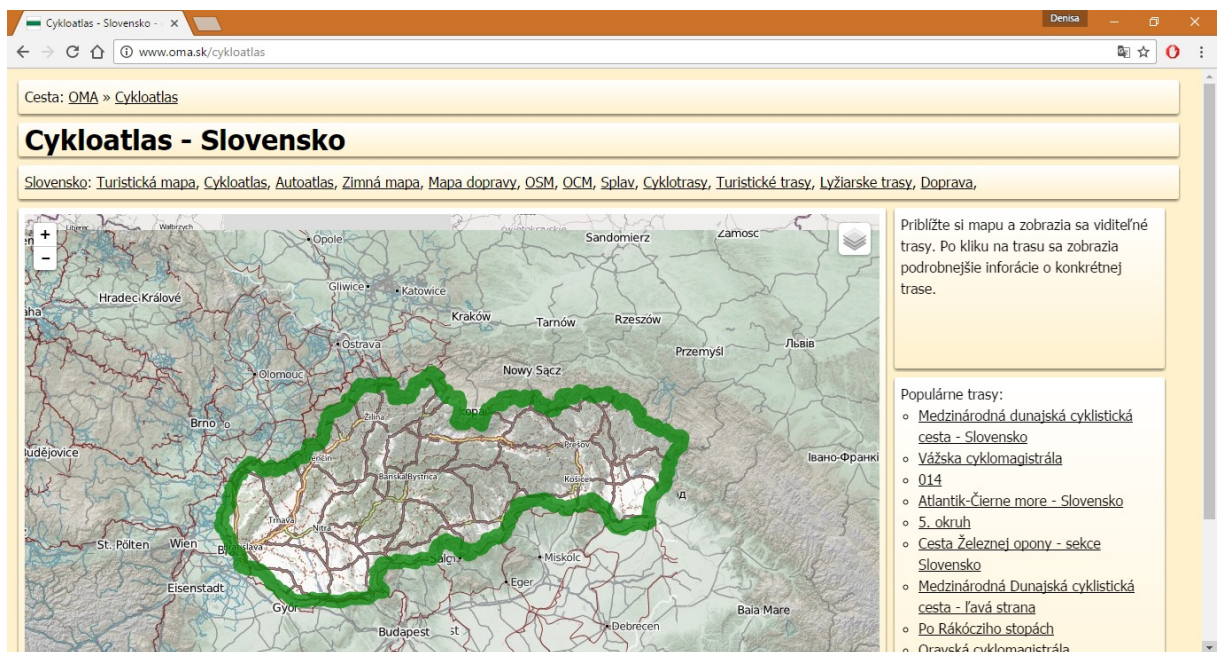 Cykloatlas - Slovensko -
Denisa
www.oma.sk/cykloatlas
Cesta: OMA » Cykloatlas
Cykloatlas - Slovensko
Slovensko: Turistická mapa, Cykloatlas, Autoatlas, Zimná mapa, Mapa dopravy, OSM, OCM, Splav, Cyklotrasy, Turistické trasy, Lyžiarske trasy, Doprava,
+
-
Liberec
Wałbrzych
świętokrzyskie
Opole
Sandomierz
Zamość
Gliwice
Katowice
Hradec Králové
Kraków
Tarnów
Rzeszów
Ostrava
Przemyśl
Львів
Olomouc
Nowy Sącz
Žilina
Brno
Prešov
Banská Bystrica
Košice
Trnava
Nitra
St. Pölten
Wien
Miskolc
Eisenstadt
Eger
Győr
Baia Mare
Budapest
Debrecen
Priblížte si mapu a zobrazia sa viditeľné
trasy. Po kliku na trasu sa zobrazia
podrobnejšie inforácie o konkrétnej
trase.
Populárne trasy:
Medzinárodná dunajská cyklistická
cesta - Slovensko
Vážska cyklomagistrála
014
Atlantik-Čierne more - Slovensko
5. okruh
Cesta Železnej opony - sekce
Slovensko
Medzinárodná Dunajská cyklistická
cesta - ľavá strana
Po Rákócziho stopách
Oravská cyklomagistrála